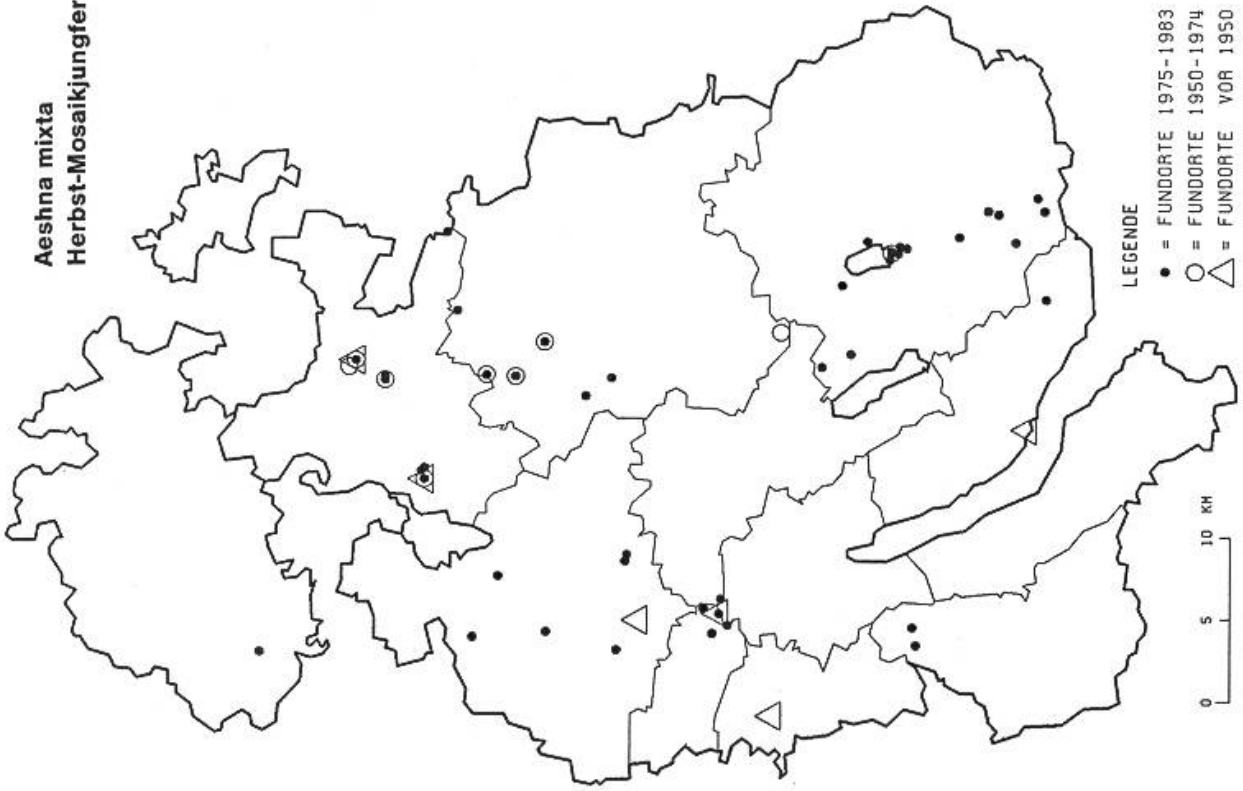 Aeshna mixta
Herbst-Mosaikjungfer
LEGENDE
● = FUNDORTE 1975-1983
○ = FUNDORTE 1950-1974
△ = FUNDORTE VOR 1950
0 5 10 KM